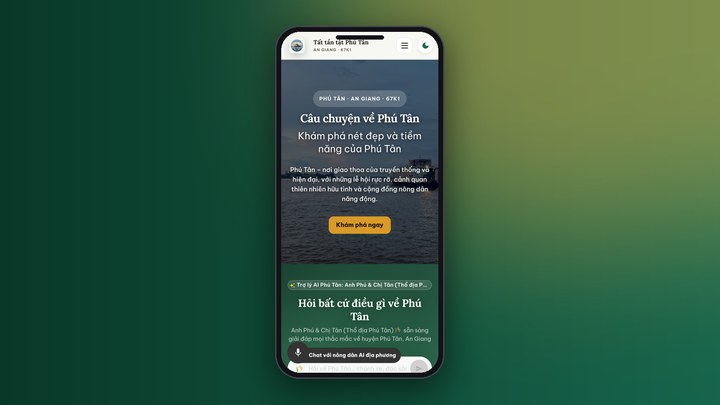 Tất tần tật Phú Tân
AN GIANG · 67K1
PHÚ TÂN · AN GIANG · 67K1
Câu chuyện về Phú Tân
Khám phá nét đẹp và tiềm
năng của Phú Tân
Phú Tân – nơi giao thoa của truyền thống và
hiện đại, với những lễ hội rực rỡ, cảnh quan
thiên nhiên hữu tình và cộng đồng nông dân
năng động.
Khám phá ngay
Trợ lý AI Phú Tân: Anh Phú & Chị Tân (Thổ địa P...
Hỏi bất cứ điều gì về Phú
Tân
Anh Phú & Chị Tân (Thổ địa Phú Tân) 🌾 sẵn sàng
giải đáp mọi thắc mắc về huyện Phú Tân, An Giang
Chat với nông dân AI địa phương